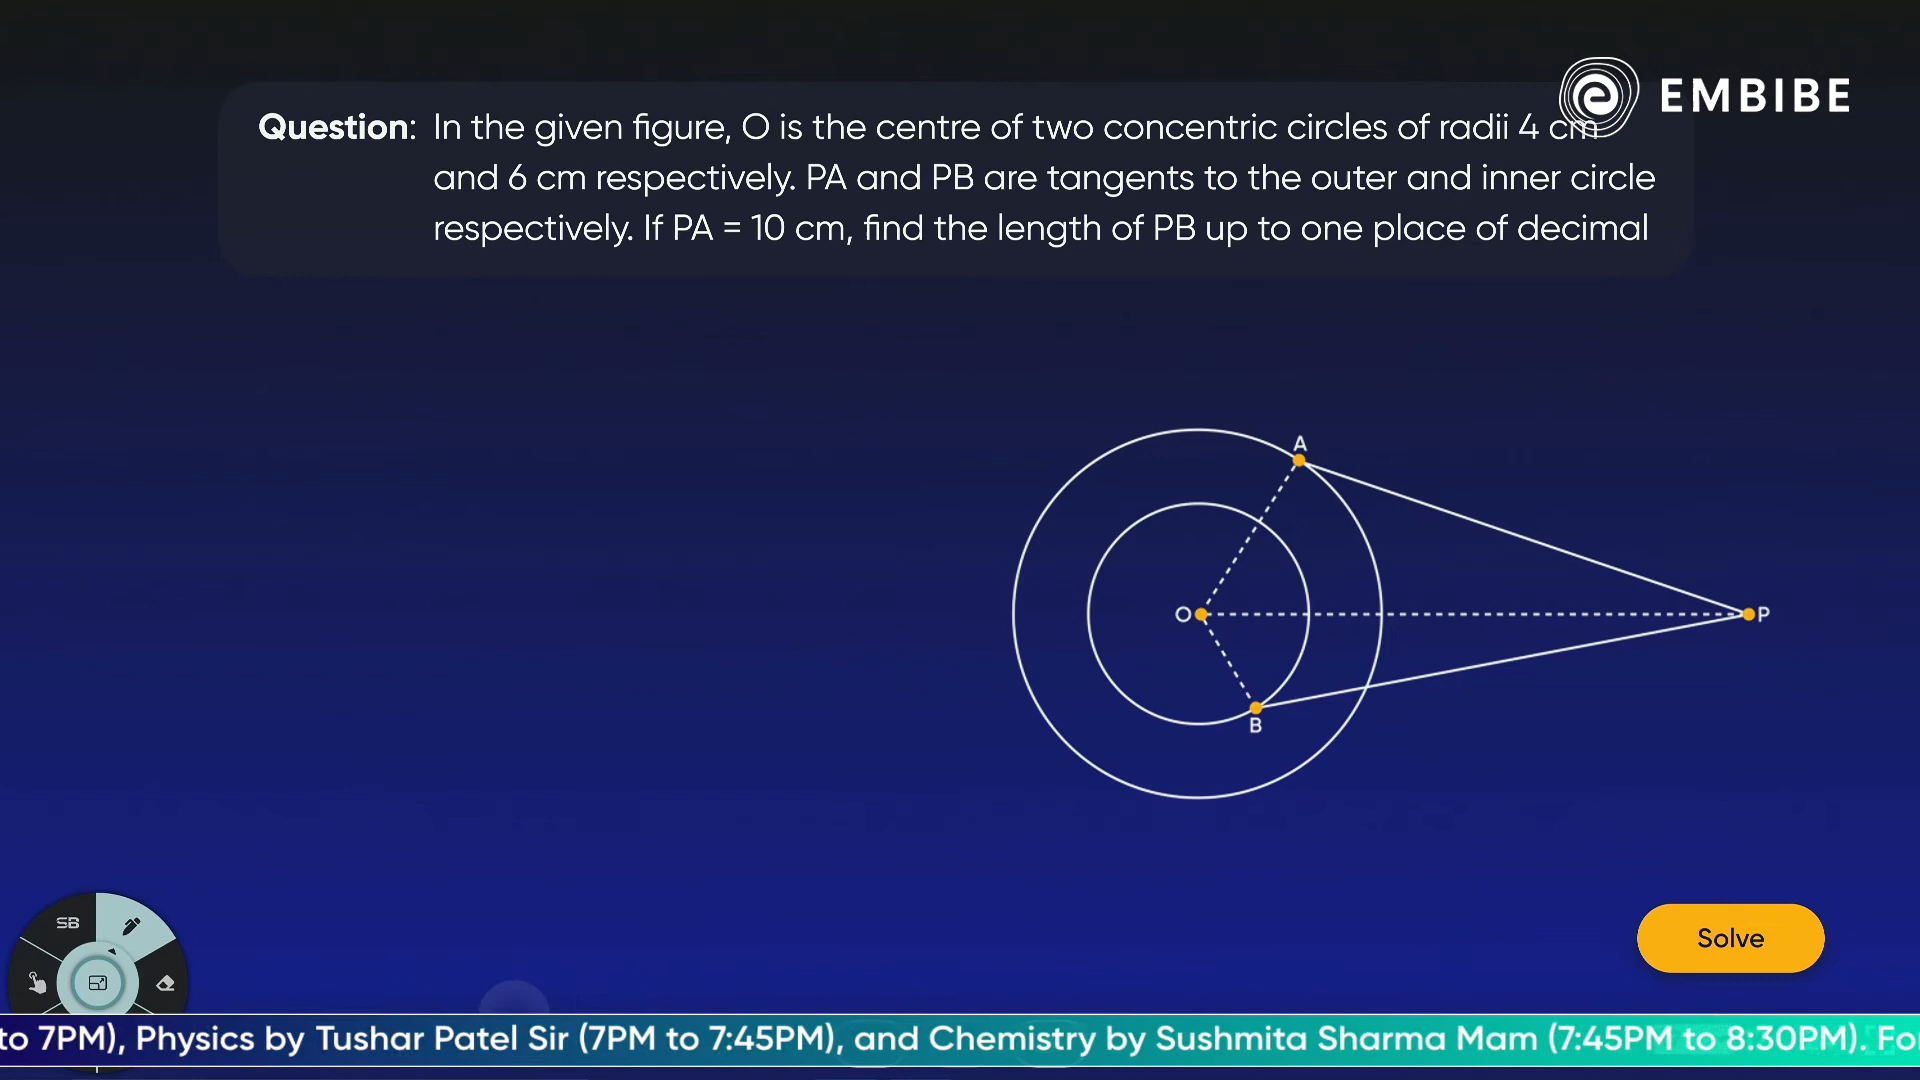 EMBIBE
Question: In the given figure, O is the centre of two concentric circles of radii 4 cm
and 6 cm respectively. PA and PB are tangents to the outer and inner circle
respectively. If PA = 10 cm, find the length of PB up to one place of decimal
A
O
P
B
SB
Solve
to 7PM), Physics by Tushar Patel Sir (7PM to 7:45PM), and Chemistry by Sushmita Sharma Mam (7:45PM to 8:30PM). Fo